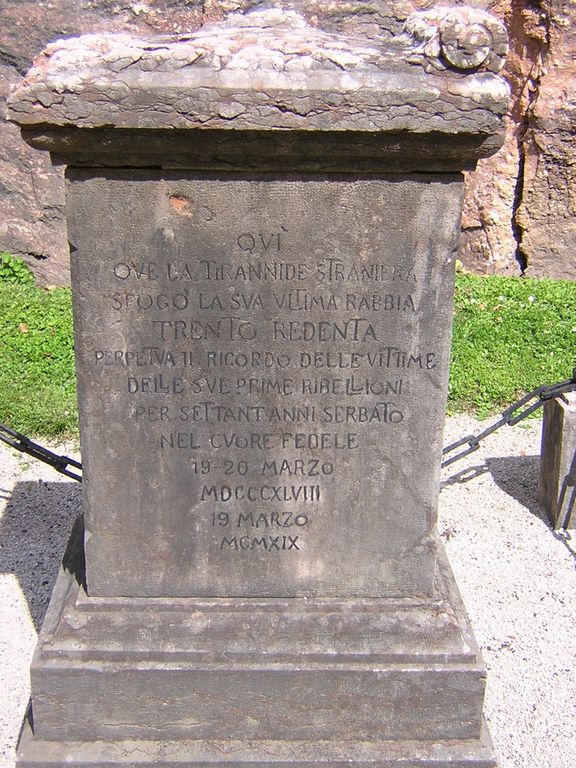 QVÌ
OVE LA TIRANNIDE STRANIERA
SFOGÒ LA SVA VLTIMA RABBIA
TRENTO REDENTA
PERPETVA IL RICORDO DELLE VITTIME
DELLE SVE PRIME RIBELLIONI
PER SETTANT'ANNI SERBATO
NEL CVORE FEDELE
19-20 MARZO
MDCCCXLVIII
19 MARZO
MCMXIX